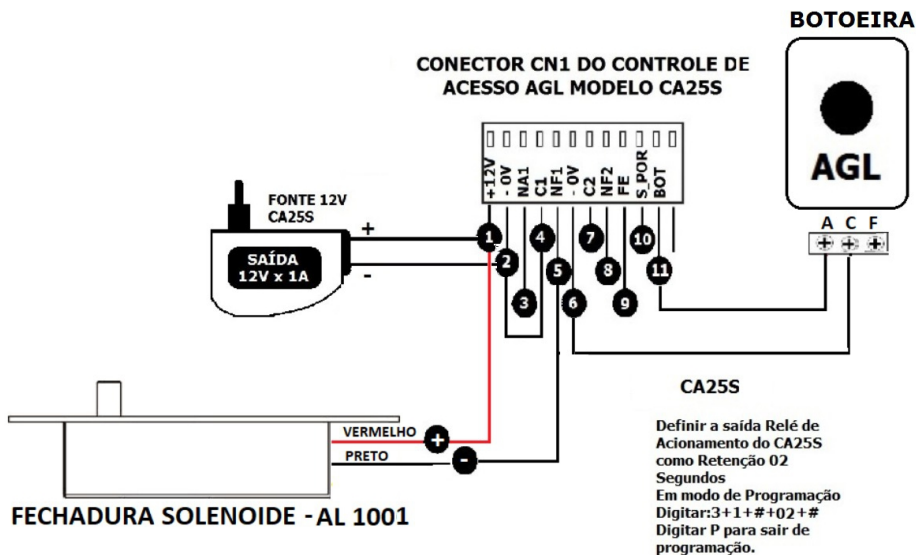 BOTOEIRA
AGL
A C F
CONECTOR CN1 DO CONTROLE DE
ACESSO AGL MODELO CA25S
+12V
- 0V
NA1
C1
NF1
- 0V
C2
NF2
FE
S_POR
BOT
1
2
3
4
5
6
7
8
9
10
11
FONTE 12V
CA25S
+
-
SAÍDA
12V x 1A
VERMELHO +
PRETO -
FECHADURA SOLENOIDE - AL 1001
CA25S
Definir a saída Relé de
Acionamento do CA25S
como Retenção 02
Segundos
Em modo de Programação
Digitar:3+1+#+02+#
Digitar P para sair de
programação.